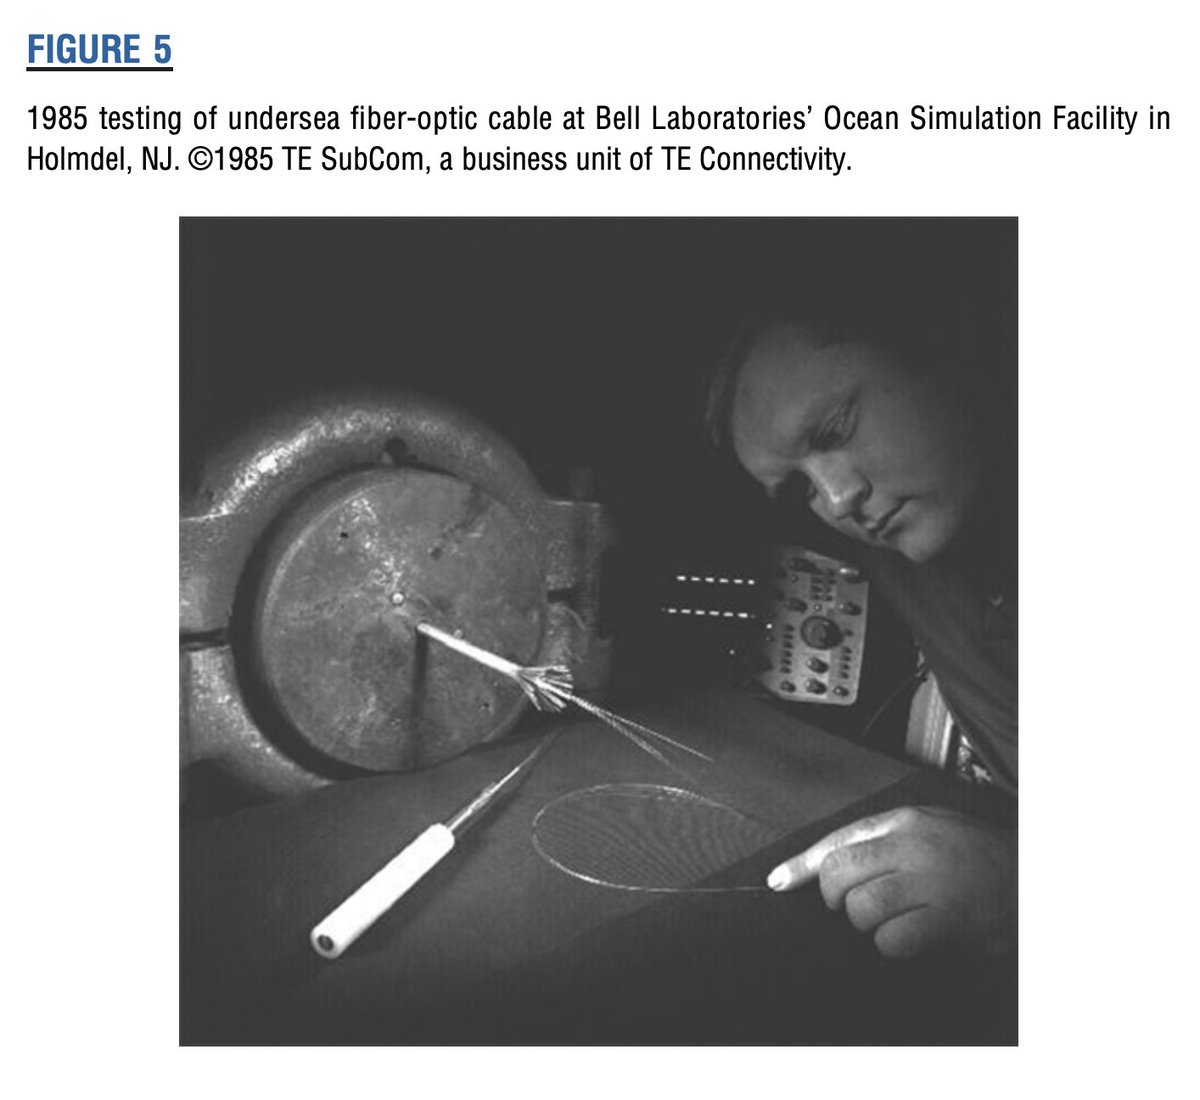 FIGURE 5
1985 testing of undersea fiber-optic cable at Bell Laboratories’ Ocean Simulation Facility in
Holmdel, NJ. ©1985 TE SubCom, a business unit of TE Connectivity.